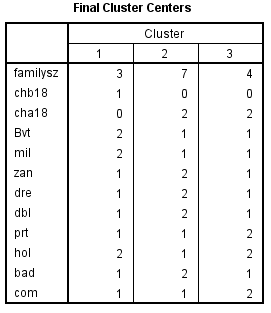 Final Cluster Centers
Cluster
1 2 3
familysz 3 7 4
chb18 1 0 0
cha18 0 2 2
Bvt 2 1 1
mil 2 1 1
zan 1 2 1
dre 1 2 1
dbl 1 2 1
prt 1 1 2
hol 2 1 2
bad 1 2 1
com 1 1 2